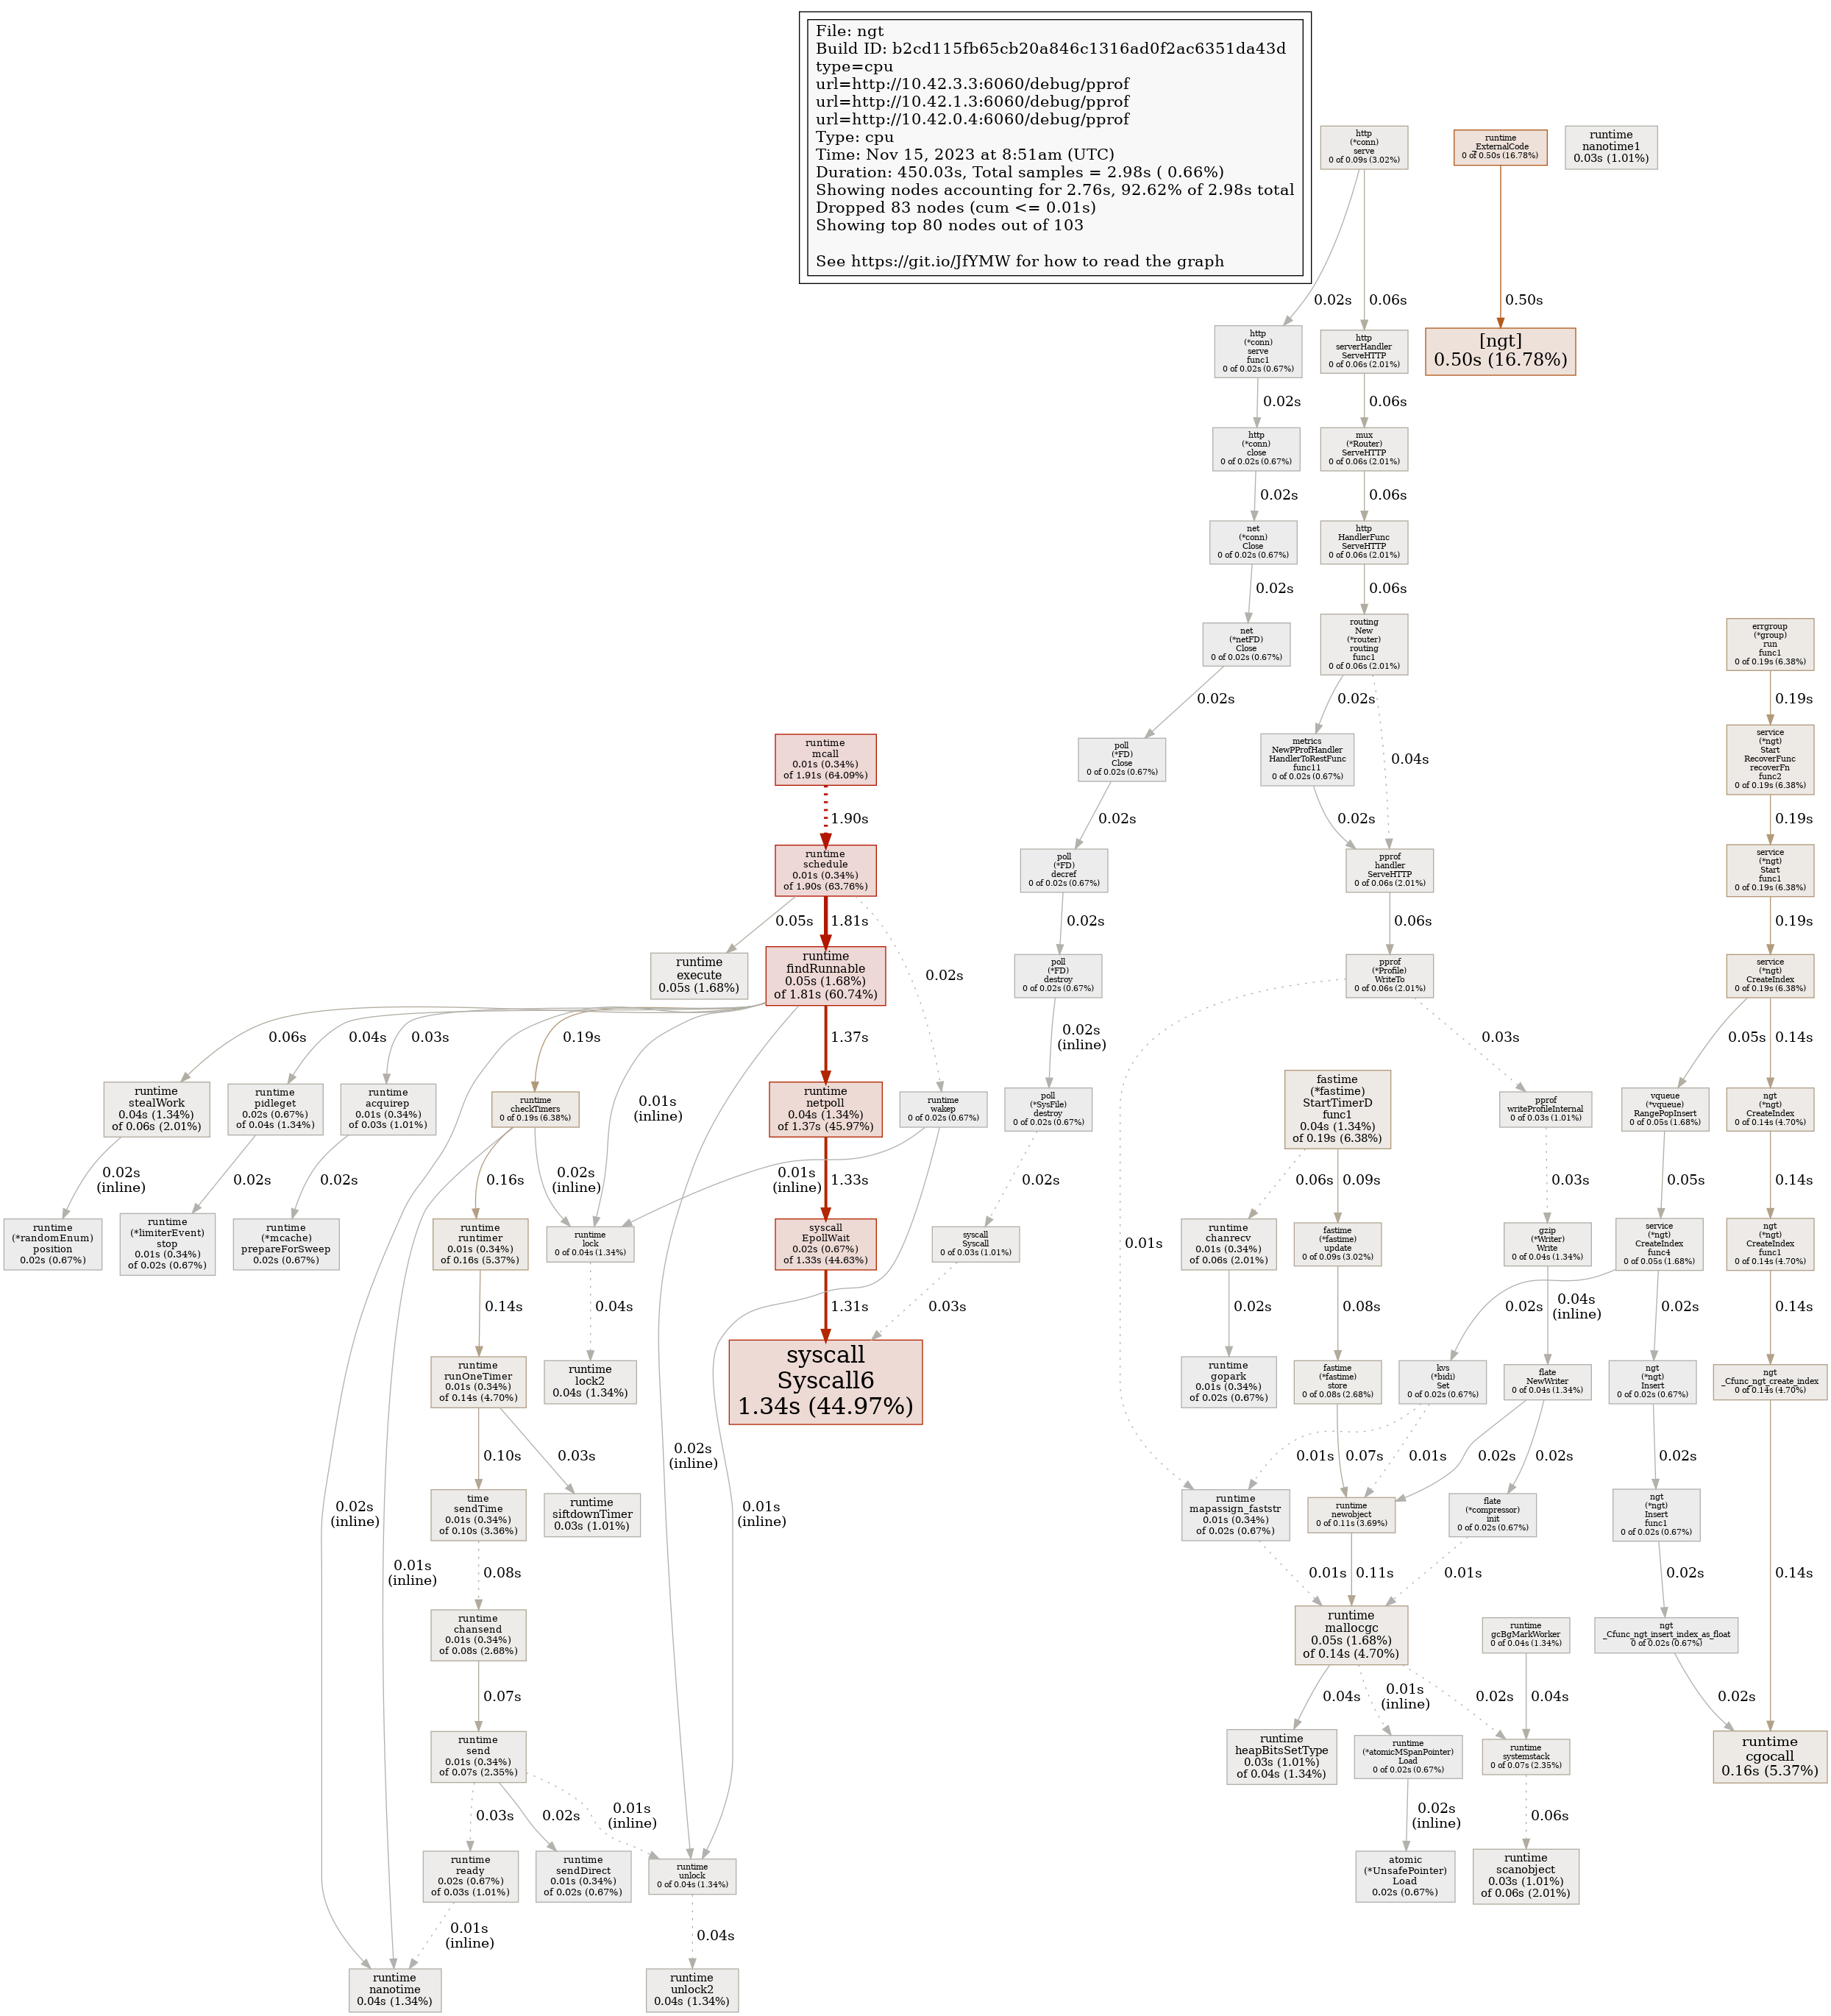 File: ngt
Build ID: b2cd115fb65cb20a846c1316ad0f2ac6351da43d
type=cpu
url=http://10.42.3.3:6060/debug/pprof
url=http://10.42.1.3:6060/debug/pprof
url=http://10.42.0.4:6060/debug/pprof
Type: cpu
Time: Nov 15, 2023 at 8:51am (UTC)
Duration: 450.03s, Total samples = 2.98s ( 0.66%)
Showing nodes accounting for 2.76s, 92.62% of 2.98s total
Dropped 83 nodes (cum <= 0.01s)
Showing top 80 nodes out of 103
See https://git.io/JfYMW for how to read the graph
http
(*conn)
serve
0 of 0.09s (3.02%)
runtime
_ExternalCode
0 of 0.50s (16.78%)
runtime
nanotime1
0.03s (1.01%)
0.02s
0.06s
0.50s
http
(*conn)
serve
func1
0 of 0.02s (0.67%)
http
serverHandler
ServeHTTP
0 of 0.06s (2.01%)
[ngt]
0.50s (16.78%)
0.02s
0.06s
http
(*conn)
close
0 of 0.02s (0.67%)
mux
(*Router)
ServeHTTP
0 of 0.06s (2.01%)
0.02s
0.06s
net
(*conn)
Close
0 of 0.02s (0.67%)
http
HandlerFunc
ServeHTTP
0 of 0.06s (2.01%)
0.02s
0.06s
net
(*netFD)
Close
0 of 0.02s (0.67%)
routing
New
(*router)
routing
func1
0 of 0.06s (2.01%)
errgroup
(*group)
run
func1
0 of 0.19s (6.38%)
0.02s
0.02s
0.04s
0.19s
runtime
mcall
0.01s (0.34%)
of 1.91s (64.09%)
poll
(*FD)
Close
0 of 0.02s (0.67%)
metrics
NewPProfHandler
HandlerToRestFunc
func11
0 of 0.02s (0.67%)
service
(*ngt)
Start
RecoverFunc
recoverFn
func2
0 of 0.19s (6.38%)
1.90s
0.02s
0.02s
0.19s
runtime
schedule
0.01s (0.34%)
of 1.90s (63.76%)
poll
(*FD)
decref
0 of 0.02s (0.67%)
pprof
handler
ServeHTTP
0 of 0.06s (2.01%)
service
(*ngt)
Start
func1
0 of 0.19s (6.38%)
0.05s
1.81s
0.02s
0.02s
0.06s
0.19s
runtime
execute
0.05s (1.68%)
runtime
findRunnable
0.05s (1.68%)
of 1.81s (60.74%)
poll
(*FD)
destroy
0 of 0.02s (0.67%)
pprof
(*Profile)
WriteTo
0 of 0.06s (2.01%)
service
(*ngt)
CreateIndex
0 of 0.19s (6.38%)
0.06s
0.04s
0.03s
0.19s
0.01s
(inline)
1.37s
0.02s
(inline)
0.03s
0.05s
0.14s
runtime
stealWork
0.04s (1.34%)
of 0.06s (2.01%)
runtime
pidleget
0.02s (0.67%)
of 0.04s (1.34%)
runtime
acquirep
0.01s (0.34%)
of 0.03s (1.01%)
runtime
checkTimers
0 of 0.19s (6.38%)
runtime
netpoll
0.04s (1.34%)
of 1.37s (45.97%)
runtime
wakep
0 of 0.02s (0.67%)
poll
(*SysFile)
destroy
0 of 0.02s (0.67%)
fastime
(*fastime)
StartTimerD
func1
0.04s (1.34%)
of 0.19s (6.38%)
pprof
writeProfileInternal
0 of 0.03s (1.01%)
vqueue
(*vqueue)
RangePopInsert
0 of 0.05s (1.68%)
ngt
(*ngt)
CreateIndex
0 of 0.14s (4.70%)
0.02s
(inline)
0.02s
0.02s
0.16s
0.02s
(inline)
0.01s
(inline)
1.33s
0.02s
0.01s
0.06s
0.09s
0.03s
0.05s
0.14s
runtime
(*randomEnum)
position
0.02s (0.67%)
runtime
(*limiterEvent)
stop
0.01s (0.34%)
of 0.02s (0.67%)
runtime
(*mcache)
prepareForSweep
0.02s (0.67%)
runtime
runtimer
0.01s (0.34%)
of 0.16s (5.37%)
runtime
lock
0 of 0.04s (1.34%)
syscall
EpollWait
0.02s (0.67%)
of 1.33s (44.63%)
syscall
Syscall
0 of 0.03s (1.01%)
runtime
chanrecv
0.01s (0.34%)
of 0.06s (2.01%)
fastime
(*fastime)
update
0 of 0.09s (3.02%)
gzip
(*Writer)
Write
0 of 0.04s (1.34%)
service
(*ngt)
CreateIndex
func4
0 of 0.05s (1.68%)
ngt
(*ngt)
CreateIndex
func1
0 of 0.14s (4.70%)
0.14s
0.04s
1.31s
0.03s
0.02s
0.08s
0.04s
(inline)
0.02s
0.02s
0.14s
runtime
runOneTimer
0.01s (0.34%)
of 0.14s (4.70%)
runtime
lock2
0.04s (1.34%)
syscall
Syscall6
1.34s (44.97%)
runtime
gopark
0.01s (0.34%)
of 0.02s (0.67%)
fastime
(*fastime)
store
0 of 0.08s (2.68%)
kvs
(*bidi)
Set
0 of 0.02s (0.67%)
flate
NewWriter
0 of 0.04s (1.34%)
ngt
(*ngt)
Insert
0 of 0.02s (0.67%)
ngt
_Cfunc_ngt_create_index
0 of 0.14s (4.70%)
0.10s
0.03s
0.02s
(inline)
0.01s
0.07s
0.01s
0.02s
0.02s
0.02s
0.02s
(inline)
time
sendTime
0.01s (0.34%)
of 0.10s (3.36%)
runtime
siftdownTimer
0.03s (1.01%)
0.01s
(inline)
runtime
mapassign_faststr
0.01s (0.34%)
of 0.02s (0.67%)
runtime
newobject
0 of 0.11s (3.69%)
flate
(*compressor)
init
0 of 0.02s (0.67%)
ngt
(*ngt)
Insert
func1
0 of 0.02s (0.67%)
0.01s
(inline)
0.08s
0.01s
0.11s
0.01s
0.02s
0.14s
runtime
chansend
0.01s (0.34%)
of 0.08s (2.68%)
runtime
mallocgc
0.05s (1.68%)
of 0.14s (4.70%)
runtime
gcBgMarkWorker
0 of 0.04s (1.34%)
ngt
_Cfunc_ngt_insert_index_as_float
0 of 0.02s (0.67%)
0.07s
0.04s
0.01s
(inline)
0.02s
0.04s
0.02s
runtime
send
0.01s (0.34%)
of 0.07s (2.35%)
runtime
heapBitsSetType
0.03s (1.01%)
of 0.04s (1.34%)
runtime
(*atomicMSpanPointer)
Load
0 of 0.02s (0.67%)
runtime
systemstack
0 of 0.07s (2.35%)
runtime
cgocall
0.16s (5.37%)
0.03s
0.02s
0.01s
(inline)
0.02s
(inline)
0.06s
runtime
ready
0.02s (0.67%)
of 0.03s (1.01%)
runtime
sendDirect
0.01s (0.34%)
of 0.02s (0.67%)
runtime
unlock
0 of 0.04s (1.34%)
atomic
(*UnsafePointer)
Load
0.02s (0.67%)
runtime
scanobject
0.03s (1.01%)
of 0.06s (2.01%)
0.01s
(inline)
0.04s
runtime
nanotime
0.04s (1.34%)
runtime
unlock2
0.04s (1.34%)